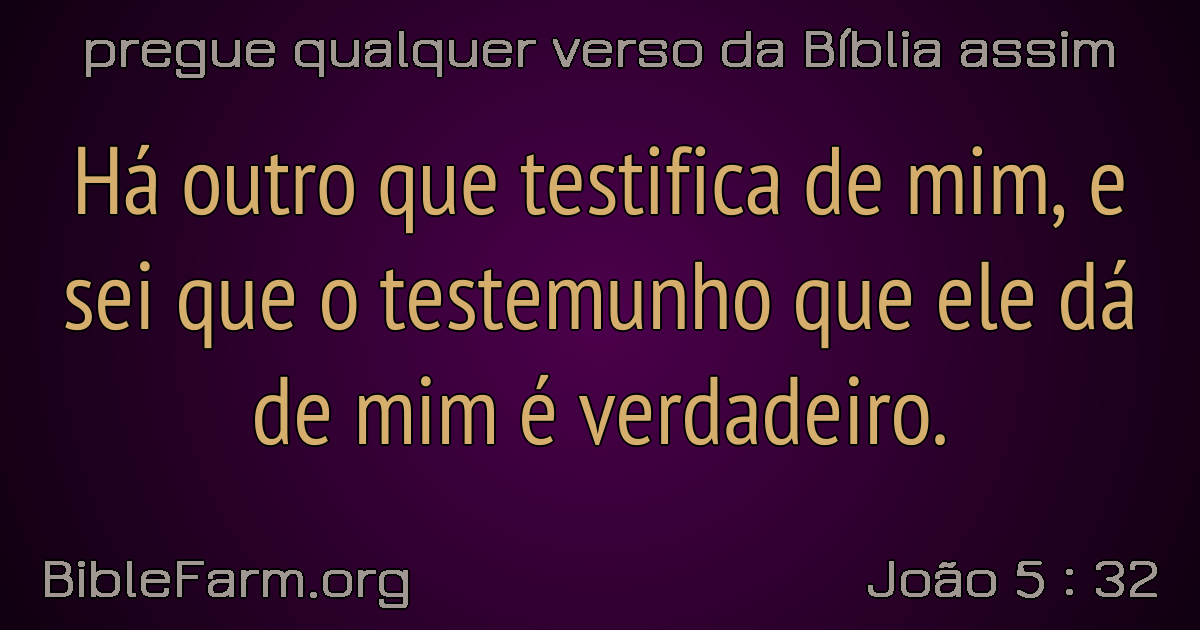 pregue qualquer verso da Bíblia assim
Há outro que testifica de mim, e
sei que o testemunho que ele dá
de mim é verdadeiro.
BibleFarm.org
João 5 : 32